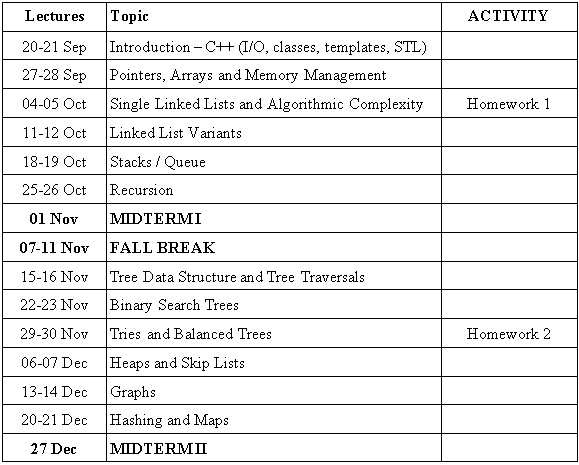 Lectures Topic ACTIVITY
20-21 Sep Introduction – C++ (I/O, classes, templates, STL)
27-28 Sep Pointers, Arrays and Memory Management
04-05 Oct Single Linked Lists and Algorithmic Complexity Homework 1
11-12 Oct Linked List Variants
18-19 Oct Stacks / Queue
25-26 Oct Recursion
01 Nov MIDTERM I
07-11 Nov FALL BREAK
15-16 Nov Tree Data Structure and Tree Traversals
22-23 Nov Binary Search Trees
29-30 Nov Tries and Balanced Trees Homework 2
06-07 Dec Heaps and Skip Lists
13-14 Dec Graphs
20-21 Dec Hashing and Maps
27 Dec MIDTERM II